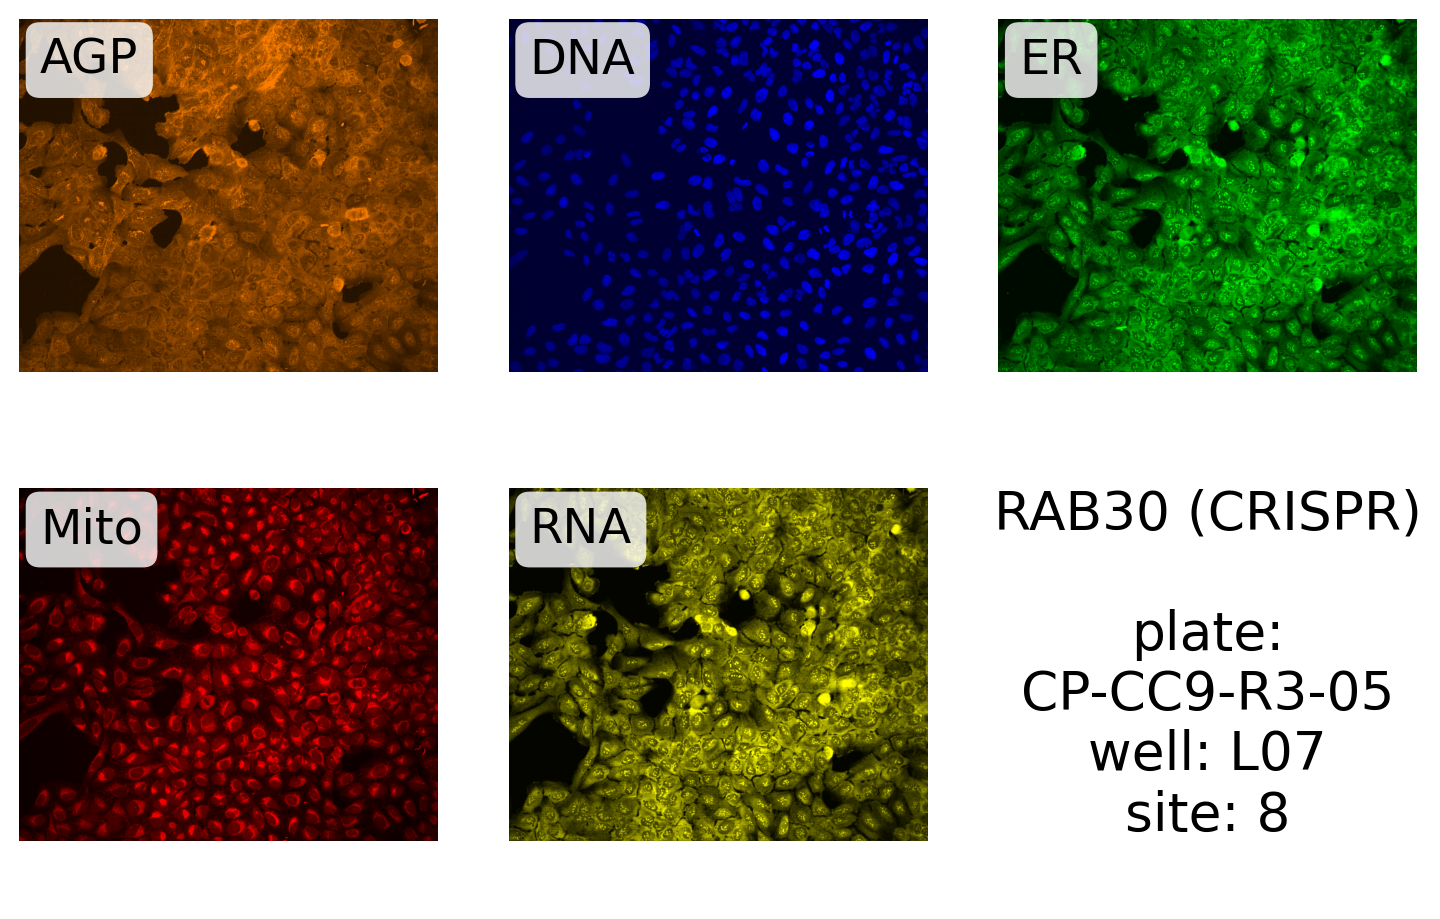 AGP
DNA
ER
Mito
RNA
RAB30 (CRISPR)
plate:
CP-CC9-R3-05
well: L07
site: 8